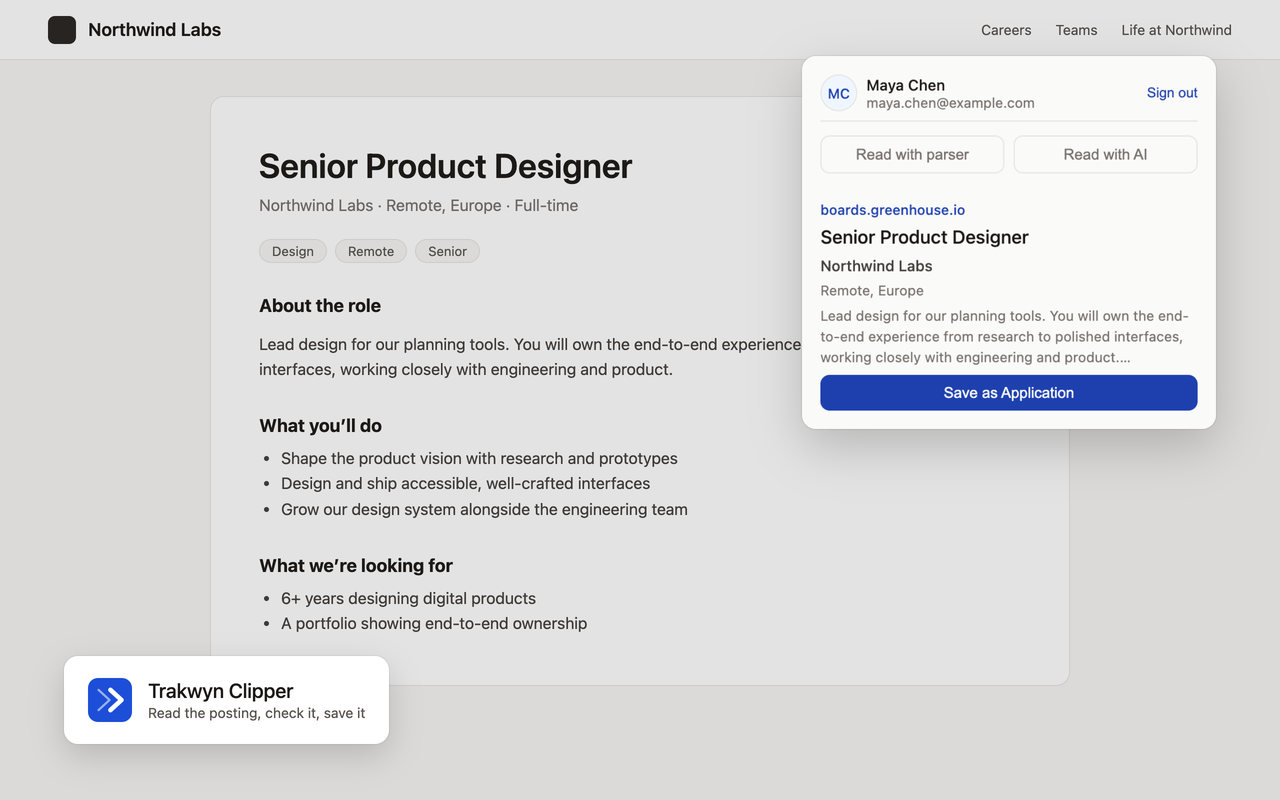 Northwind Labs
Careers
Teams
Life at Northwind
Senior Product Designer
Northwind Labs · Remote, Europe · Full-time
Design
Remote
Senior
About the role
Lead design for our planning tools. You will own the end-to-end experience
interfaces, working closely with engineering and product.
What you’ll do
• Shape the product vision with research and prototypes
• Design and ship accessible, well-crafted interfaces
• Grow our design system alongside the engineering team
What we’re looking for
• 6+ years designing digital products
• A portfolio showing end-to-end ownership
MC
Maya Chen
maya.chen@example.com
Sign out
Read with parser
Read with AI
boards.greenhouse.io
Senior Product Designer
Northwind Labs
Remote, Europe
Lead design for our planning tools. You will own the end-
to-end experience from research to polished interfaces,
working closely with engineering and product....
Save as Application
Trakwyn Clipper
Read the posting, check it, save it